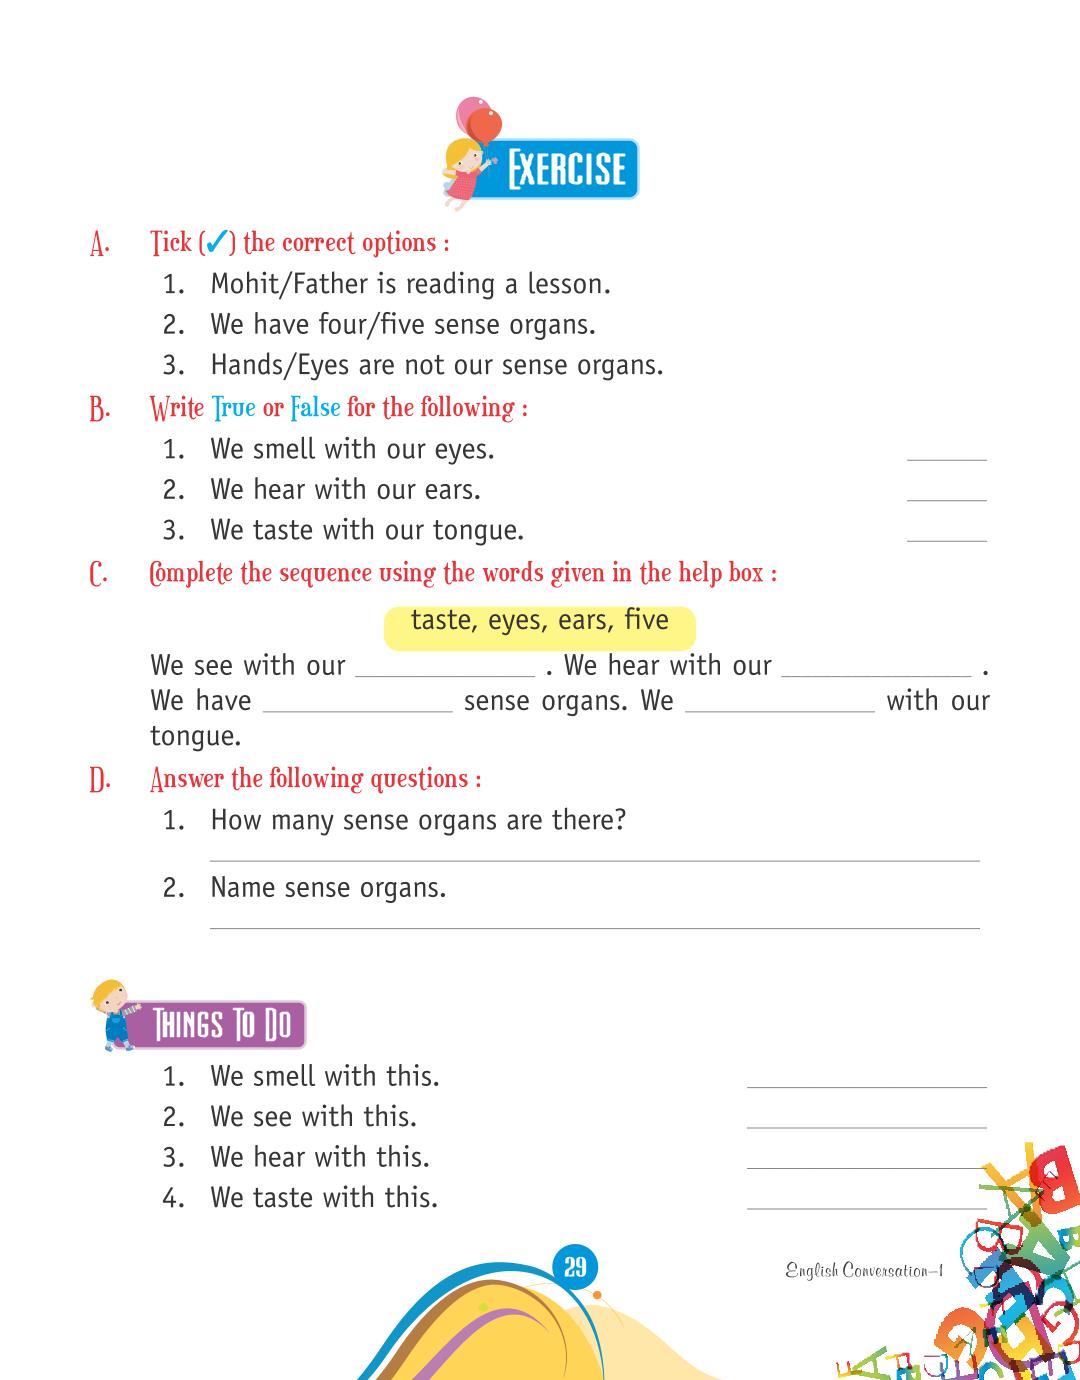 EXERCISE
A. Tick (✓) the correct options :
1. Mohit/Father is reading a lesson.
2. We have four/five sense organs.
3. Hands/Eyes are not our sense organs.
B. Write True or False for the following :
1. We smell with our eyes. ______
2. We hear with our ears. ______
3. We taste with our tongue. ______
C. Complete the sequence using the words given in the help box :
taste, eyes, ears, five
We see with our ____________ . We hear with our ____________ .
We have ____________ sense organs. We ____________ with our
tongue.
D. Answer the following questions :
1. How many sense organs are there?
2. Name sense organs.
THINGS TO DO
1. We smell with this. ____________
2. We see with this. ____________
3. We hear with this. ____________
4. We taste with this. ____________
29
English Conversation–1